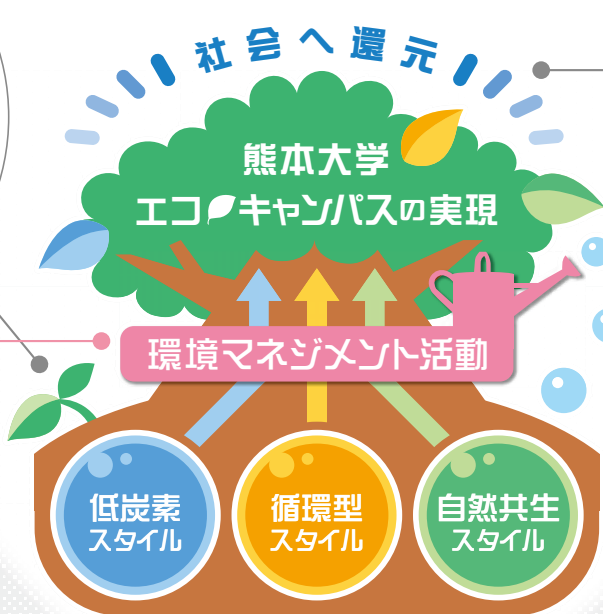 社会へ還元
熊本大学
エコキャンパスの実現
環境マネジメント活動
低炭素
スタイル
循環型
スタイル
自然共生
スタイル